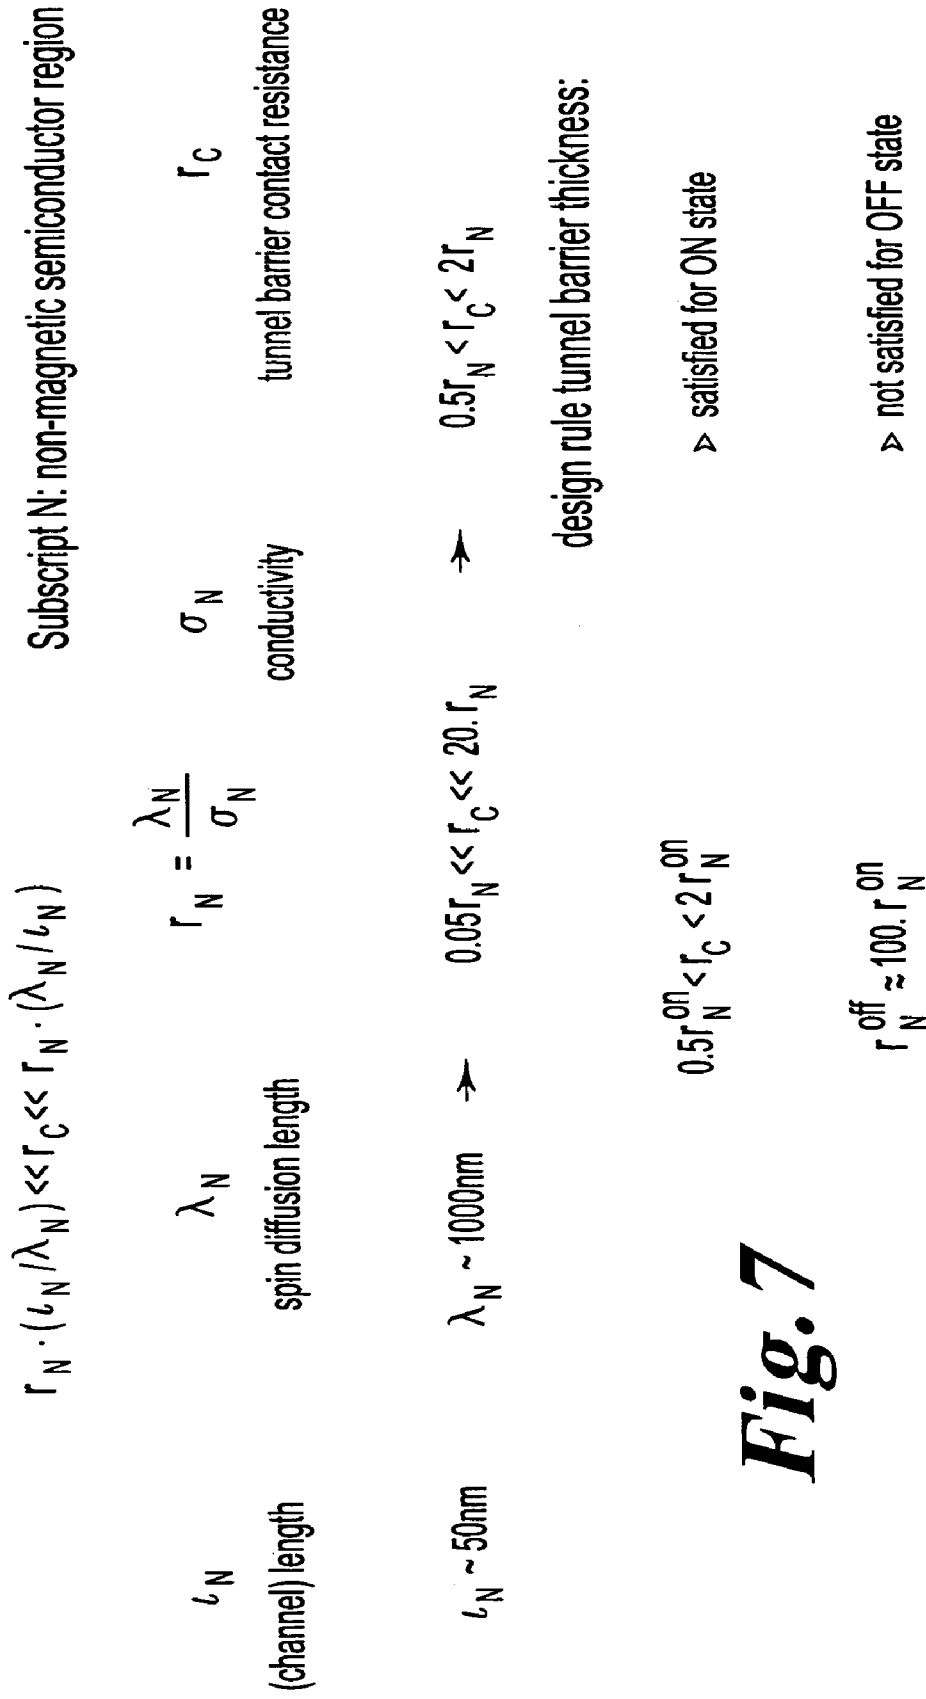 r_N · (ι_N/λ_N) << r_C << r_N · (λ_N/ι_N)
Subscript N: non-magnetic semiconductor region
ι_N
(channel) length
λ_N
spin diffusion length
r_N = λ_N / σ_N
σ_N
conductivity
r_C
tunnel barrier contact resistance
ι_N ~ 50nm
λ_N ~ 1000nm
→
0.05r_N << r_C << 20. r_N
→
0.5r_N < r_C < 2r_N
design rule tunnel barrier thickness:
0.5r_N^on < r_C < 2 r_N^on
▷ satisfied for ON state
r_N^off ≈ 100. r_N^on
▷ not satisfied for OFF state
Fig. 7